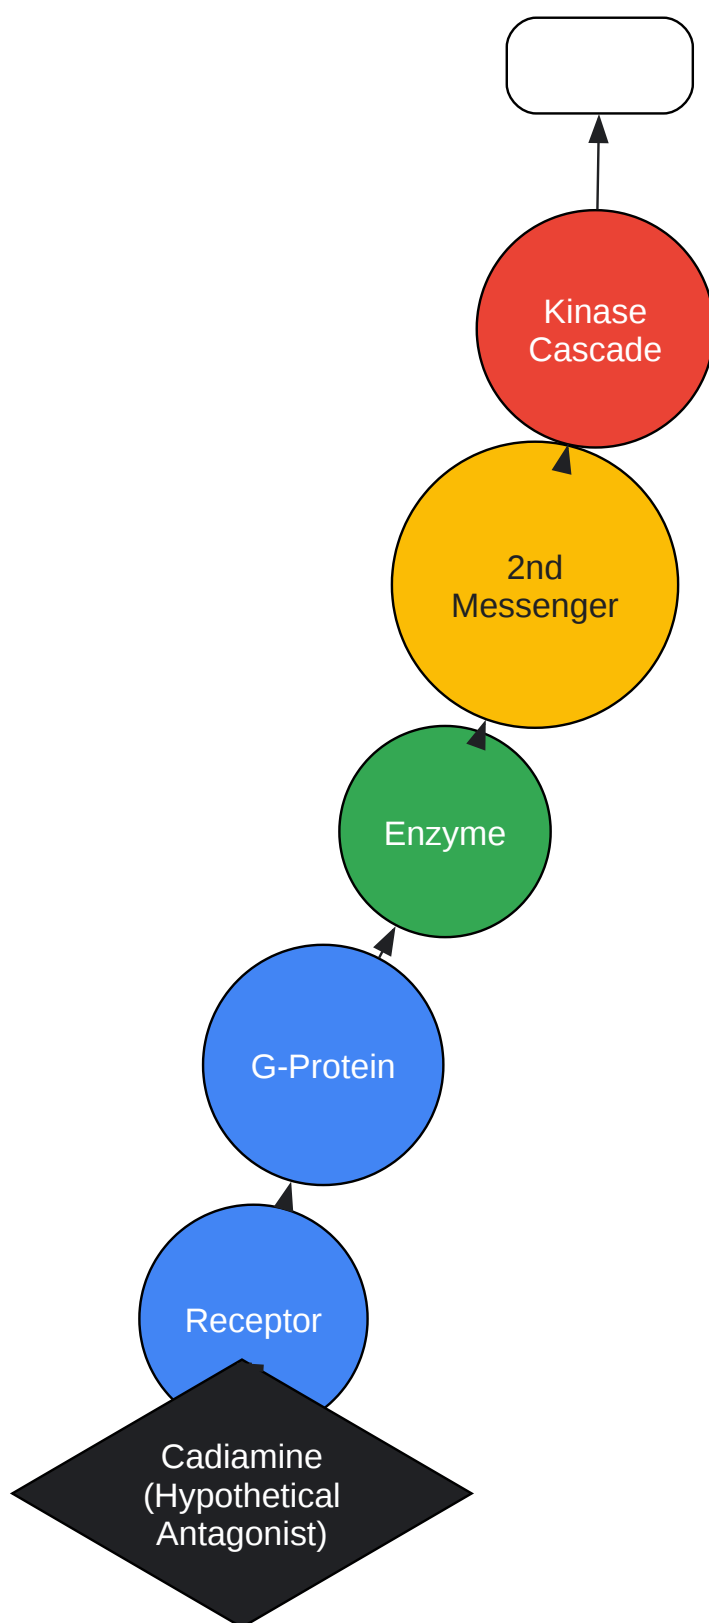 Kinase
Cascade
2nd
Messenger
Enzyme
G-Protein
Receptor
Cadiamine
(Hypothetical
Antagonist)